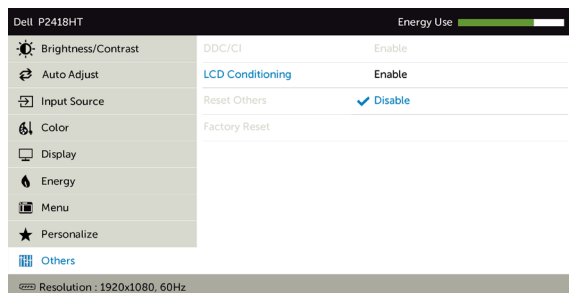 Dell P2418HT Energy Use
Brightness/Contrast DDC/CI Enable
Auto Adjust LCD Conditioning Enable
Input Source Reset Others Disable
Color Factory Reset
Display
Energy
Menu
Personalize
Others
Resolution : 1920x1080, 60Hz